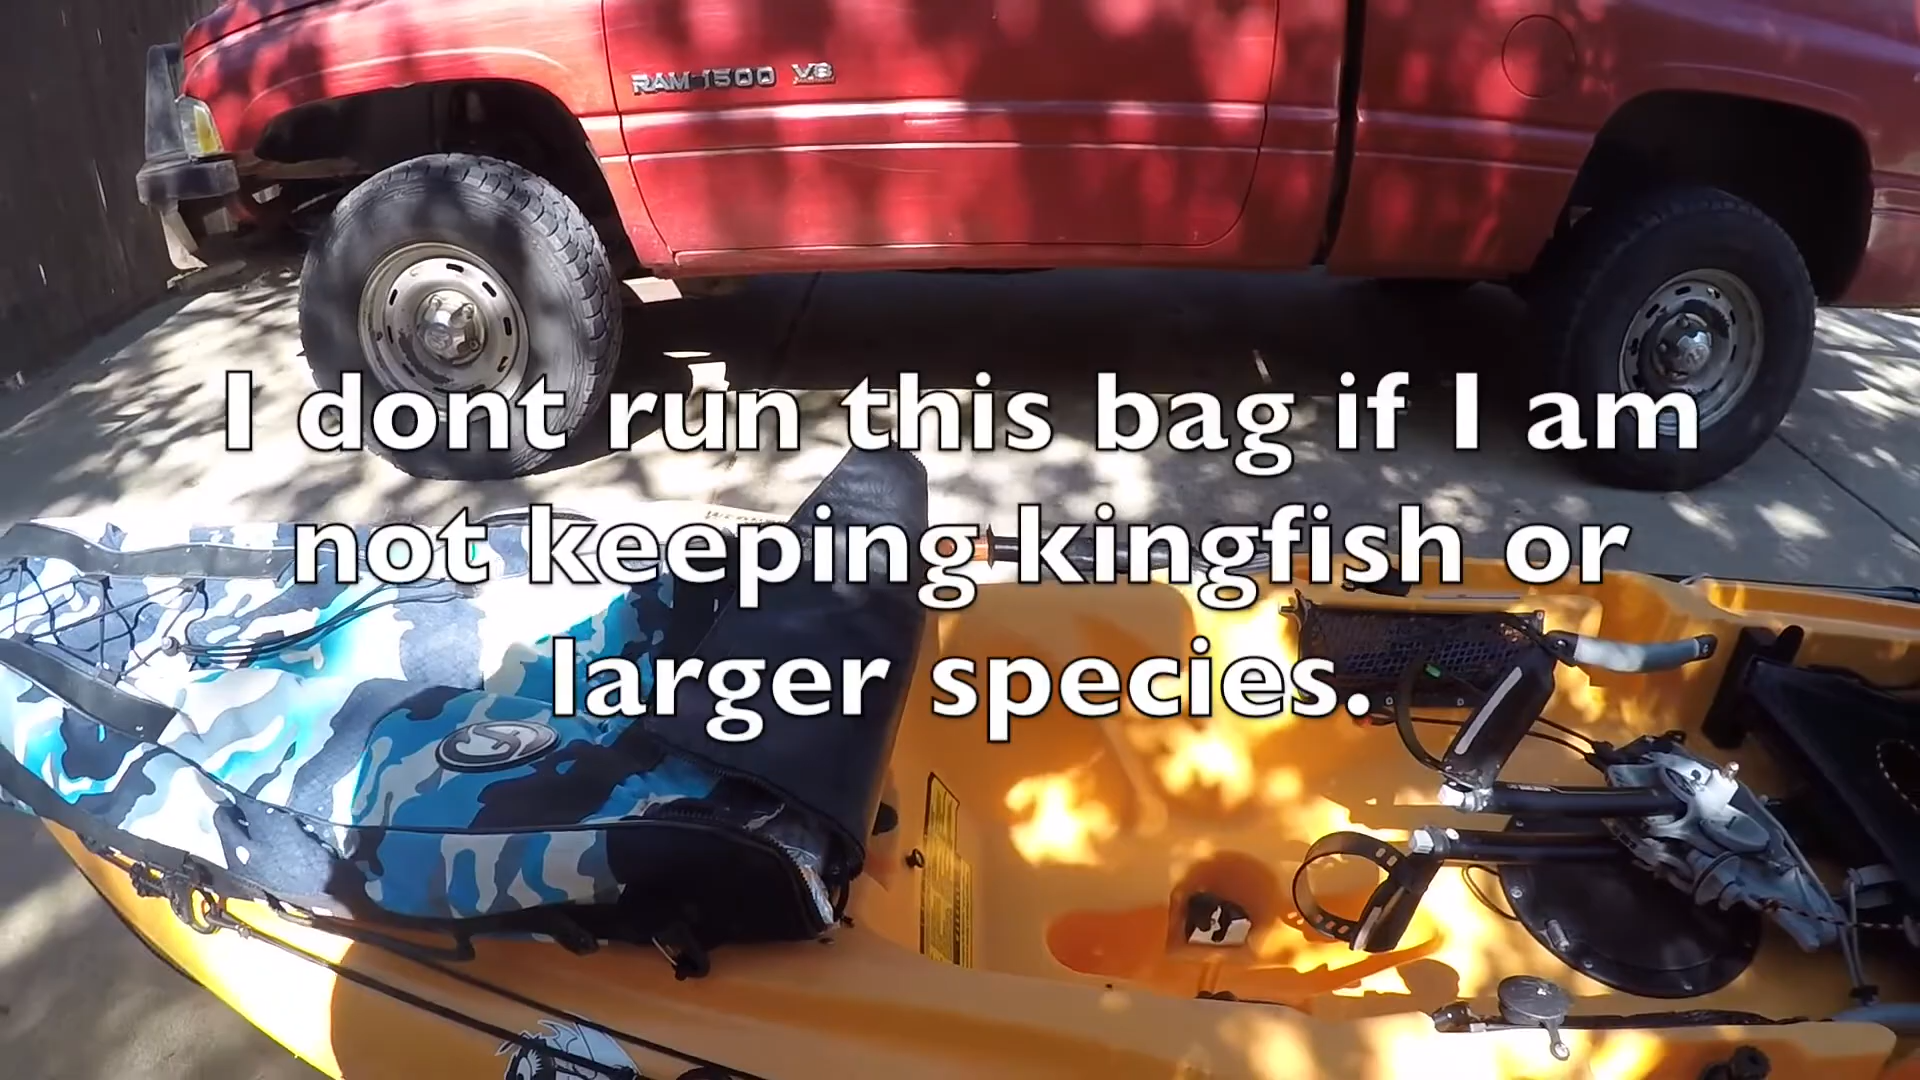 RAM 1500 V8
I dont run this bag if I am
not keeping kingfish or
larger species.